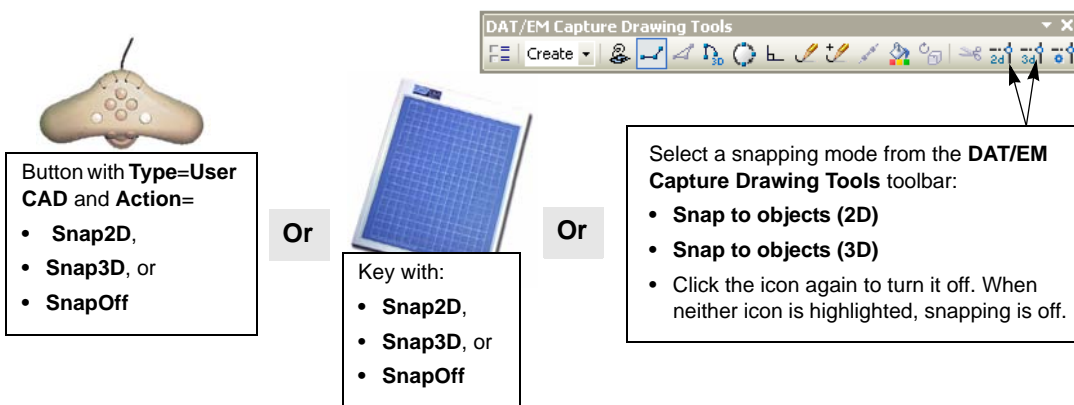 DAT/EM Capture Drawing Tools
Create
3D
2d
3d
Button with Type=User
CAD and Action=
• Snap2D,
• Snap3D, or
• SnapOff
Or
Key with:
• Snap2D,
• Snap3D, or
• SnapOff
Or
Select a snapping mode from the DAT/EM
Capture Drawing Tools toolbar:
• Snap to objects (2D)
• Snap to objects (3D)
• Click the icon again to turn it off. When
neither icon is highlighted, snapping is off.